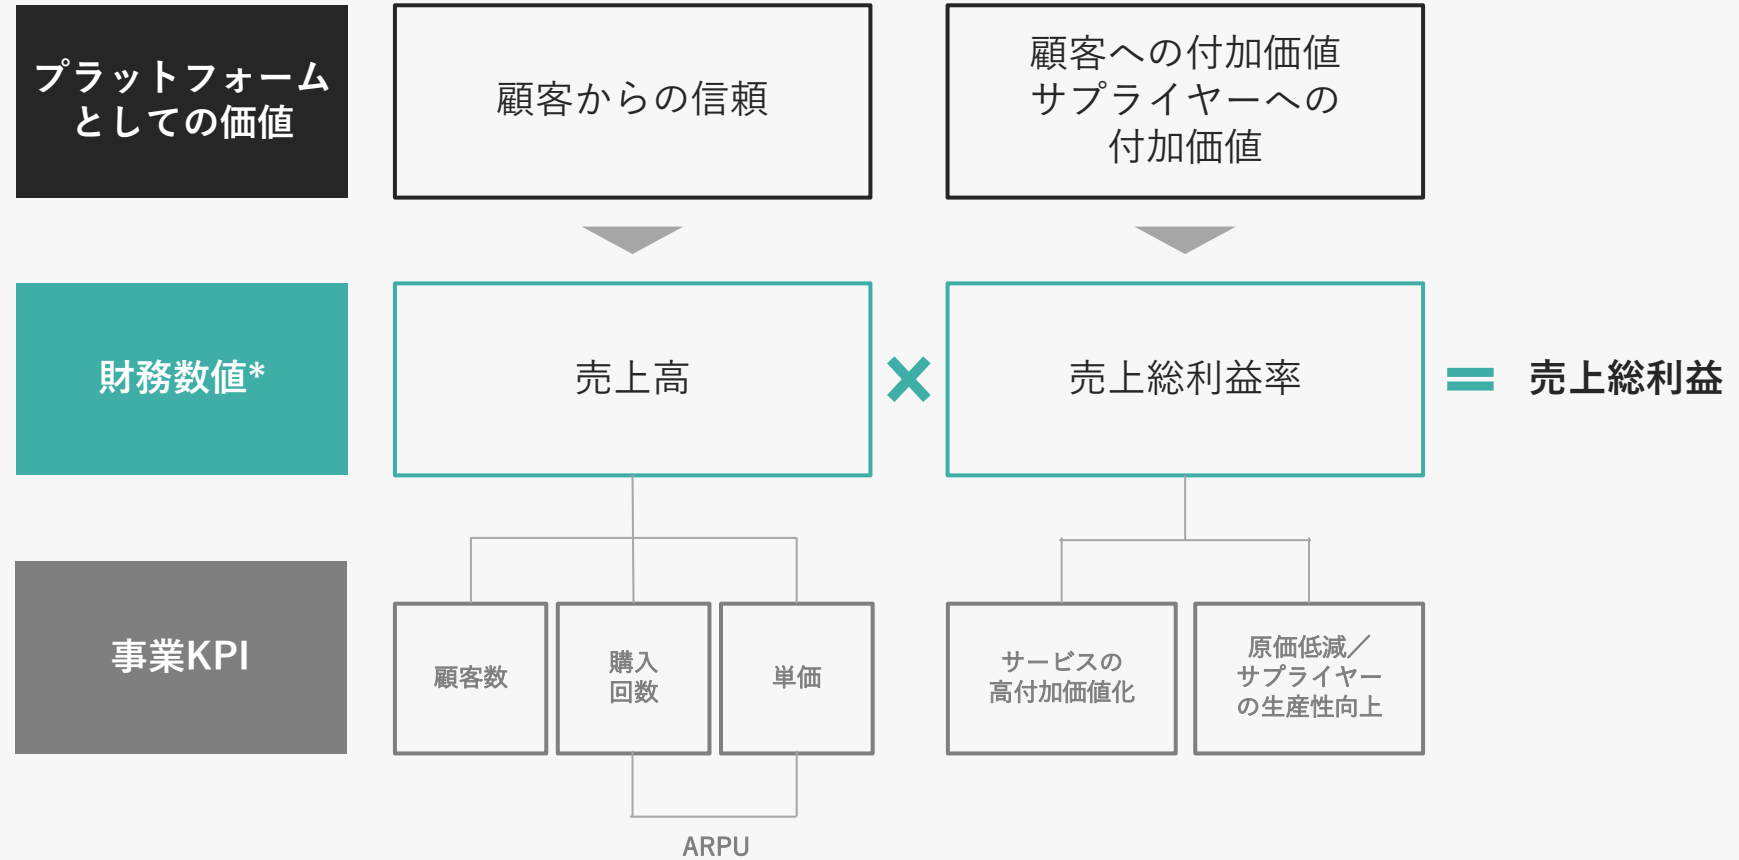 プラットフォーム
としての価値
顧客からの信頼
顧客への付加価値
サプライヤーへの
付加価値
財務数値*
売上高
×
売上総利益率
=
売上総利益
事業KPI
顧客数
購入
回数
単価
サービスの
高付加価値化
原価低減／
サプライヤー
の生産性向上
ARPU